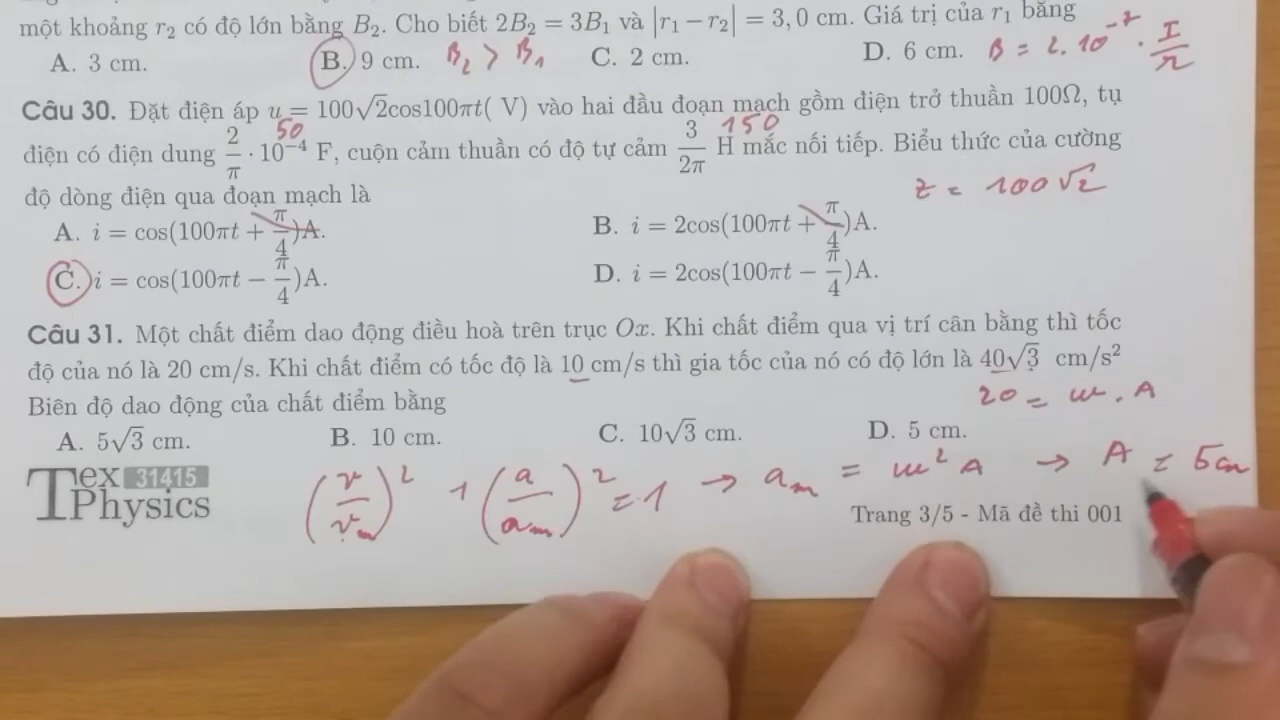 một khoảng r₂ có độ lớn bằng B₂. Cho biết 2B₂ = 3B₁ và |r₁ − r₂| = 3, 0 cm. Giá trị của r₁ bằng
A. 3 cm. B. 9 cm. B₂ > B₁ C. 2 cm. D. 6 cm. B = 2.10⁻⁷ . I/r
Câu 30. Đặt điện áp u = 100√2cos100πt( V) vào hai đầu đoạn mạch gồm điện trở thuần 100Ω, tụ
50 150
điện có điện dung 2/π · 10⁻⁴ F, cuộn cảm thuần có độ tự cảm 3/2π H mắc nối tiếp. Biểu thức của cường
độ dòng điện qua đoạn mạch là
z = 100√2
A. i = cos(100πt + π/4)A. B. i = 2cos(100πt + π/4)A.
C. i = cos(100πt − π/4)A. D. i = 2cos(100πt − π/4)A.
Câu 31. Một chất điểm dao động điều hoà trên trục Ox. Khi chất điểm qua vị trí cân bằng thì tốc
độ của nó là 20 cm/s. Khi chất điểm có tốc độ là 10 cm/s thì gia tốc của nó có độ lớn là 40√3 cm/s²
Biên độ dao động của chất điểm bằng
20 = ω . A
A. 5√3 cm. B. 10 cm. C. 10√3 cm. D. 5 cm.
(v/vₘ)² + (a/aₘ)² = 1 → aₘ = ω² A → A = 5cm
Tex 31415
Physics
Trang 3/5 - Mã đề thi 001